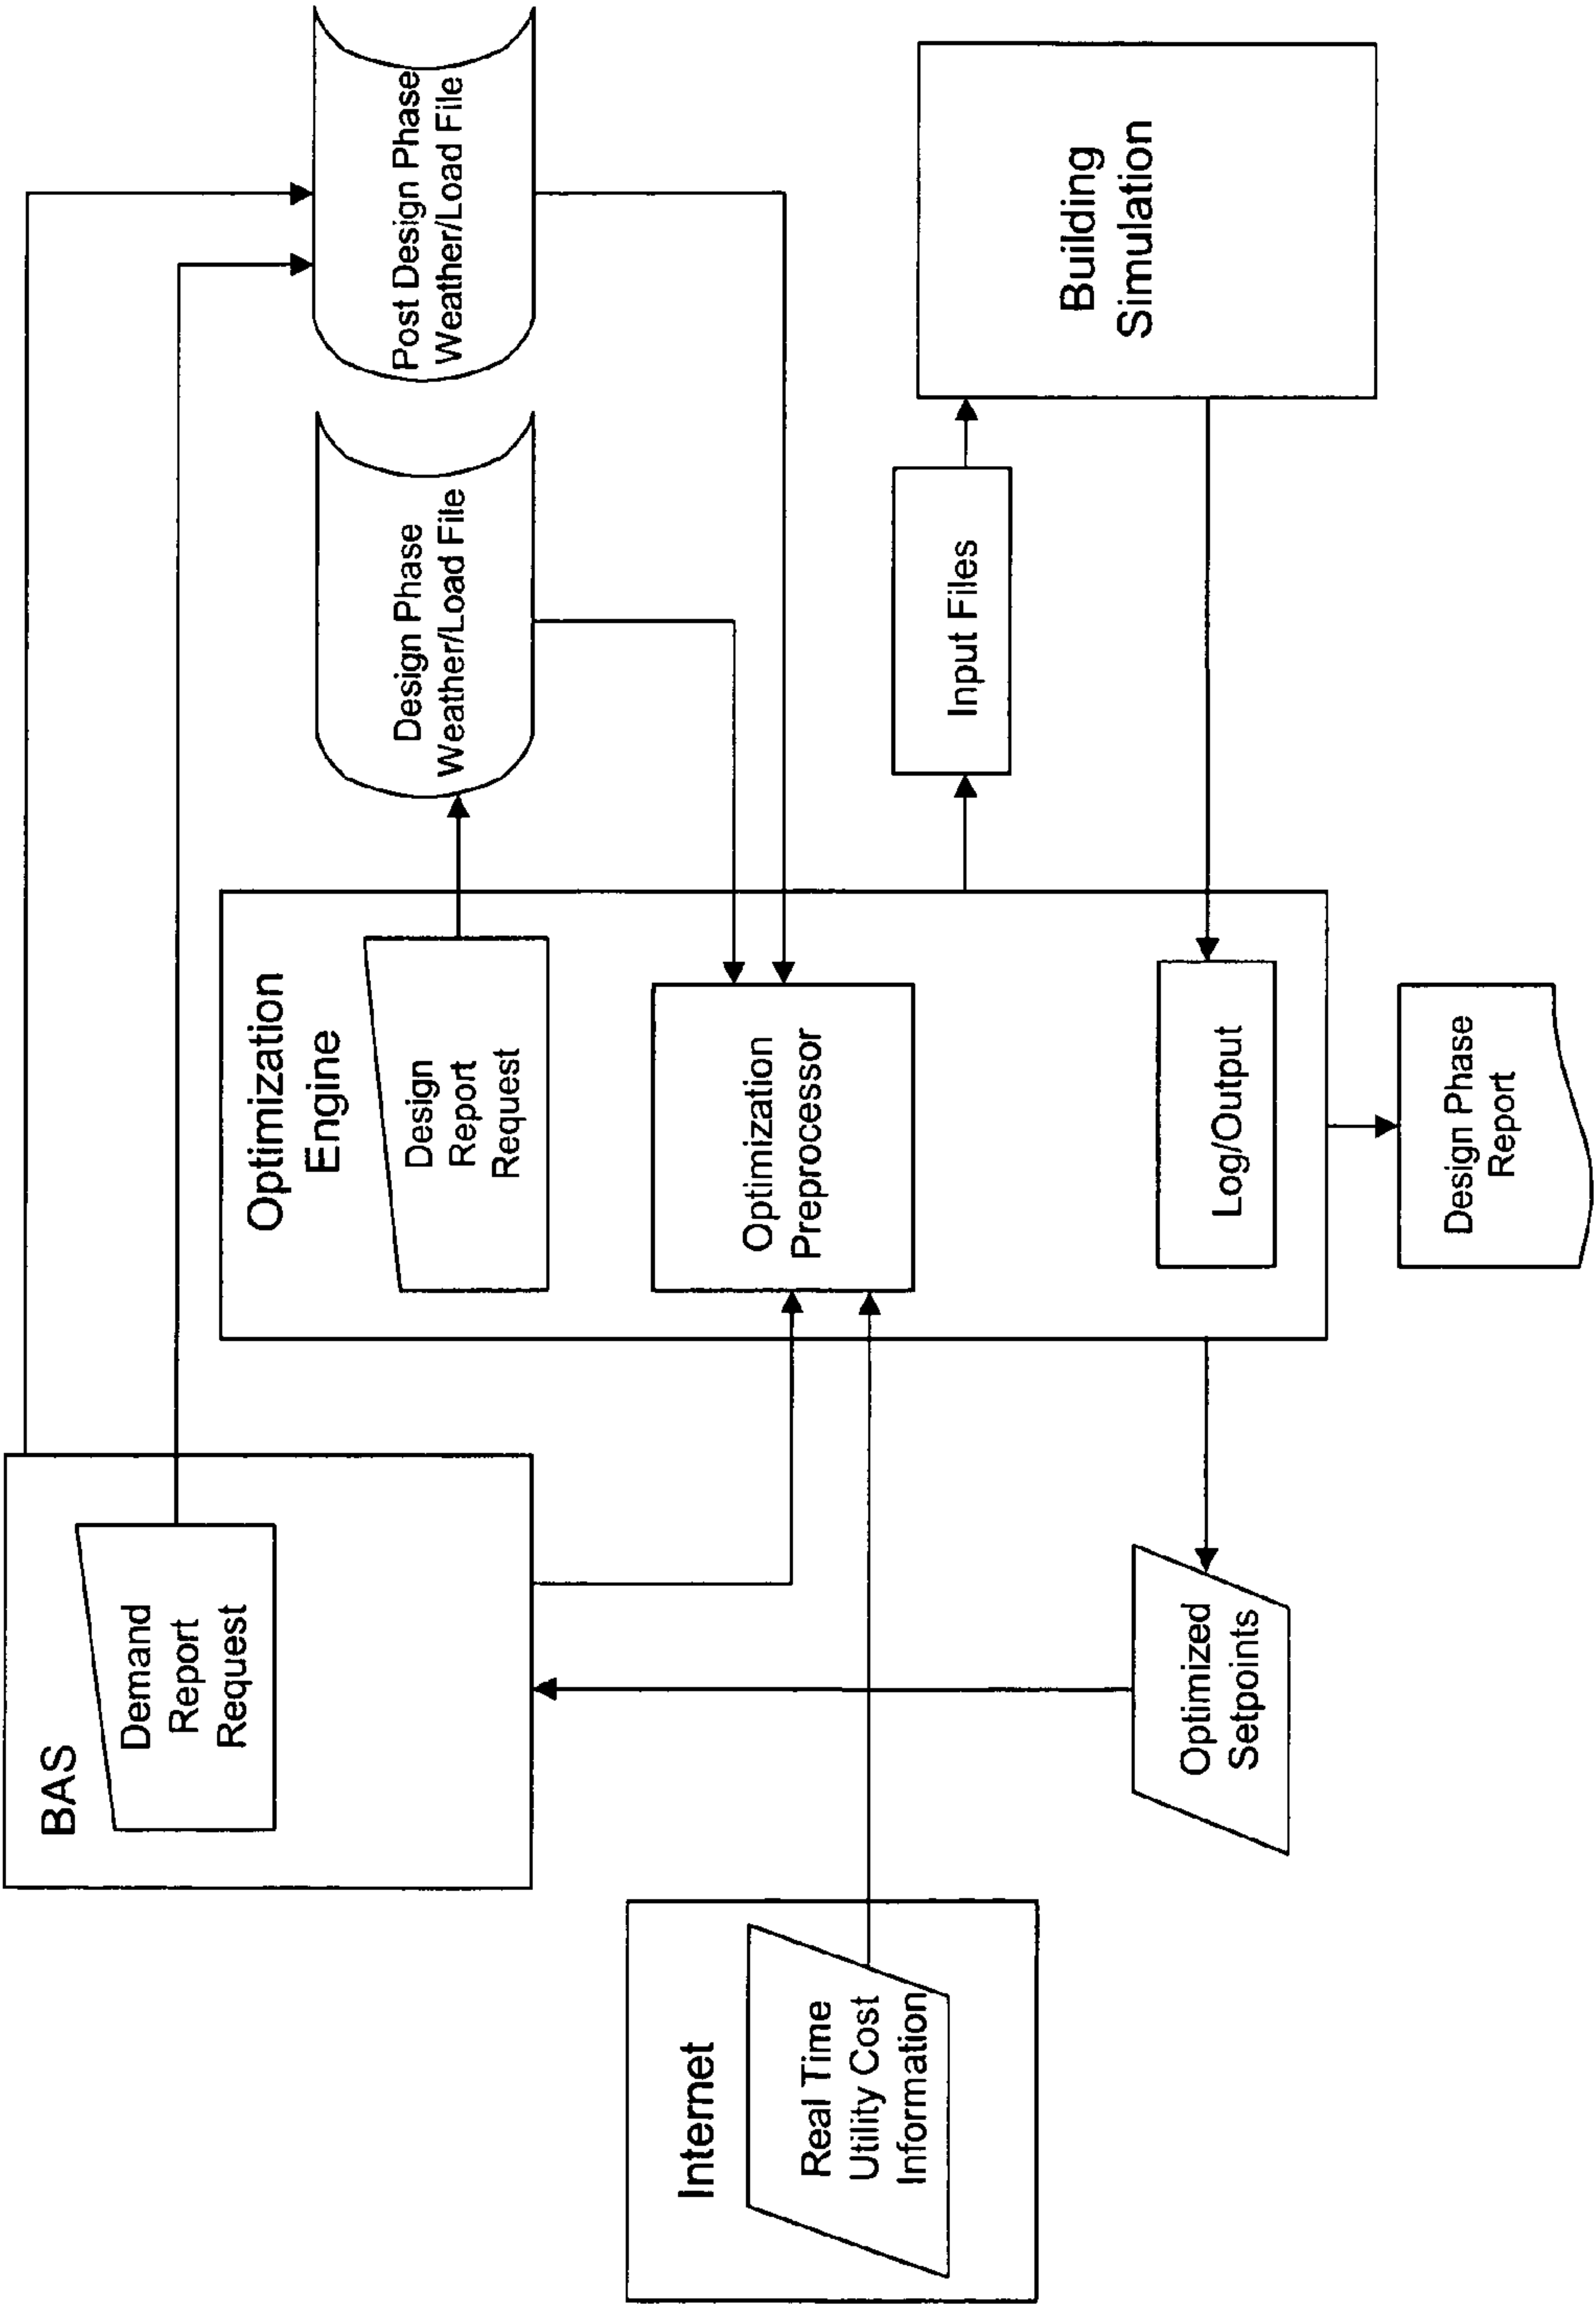 BAS
Demand
Report
Request
Post Design Phase
Weather/Load File
Design Phase
Weather/Load File
Optimization
Engine
Design
Report
Request
Internet
Real Time
Utility Cost
Information
Optimization
Preprocessor
Input Files
Building
Simulation
Optimized
Setpoints
Log/Output
Design Phase
Report